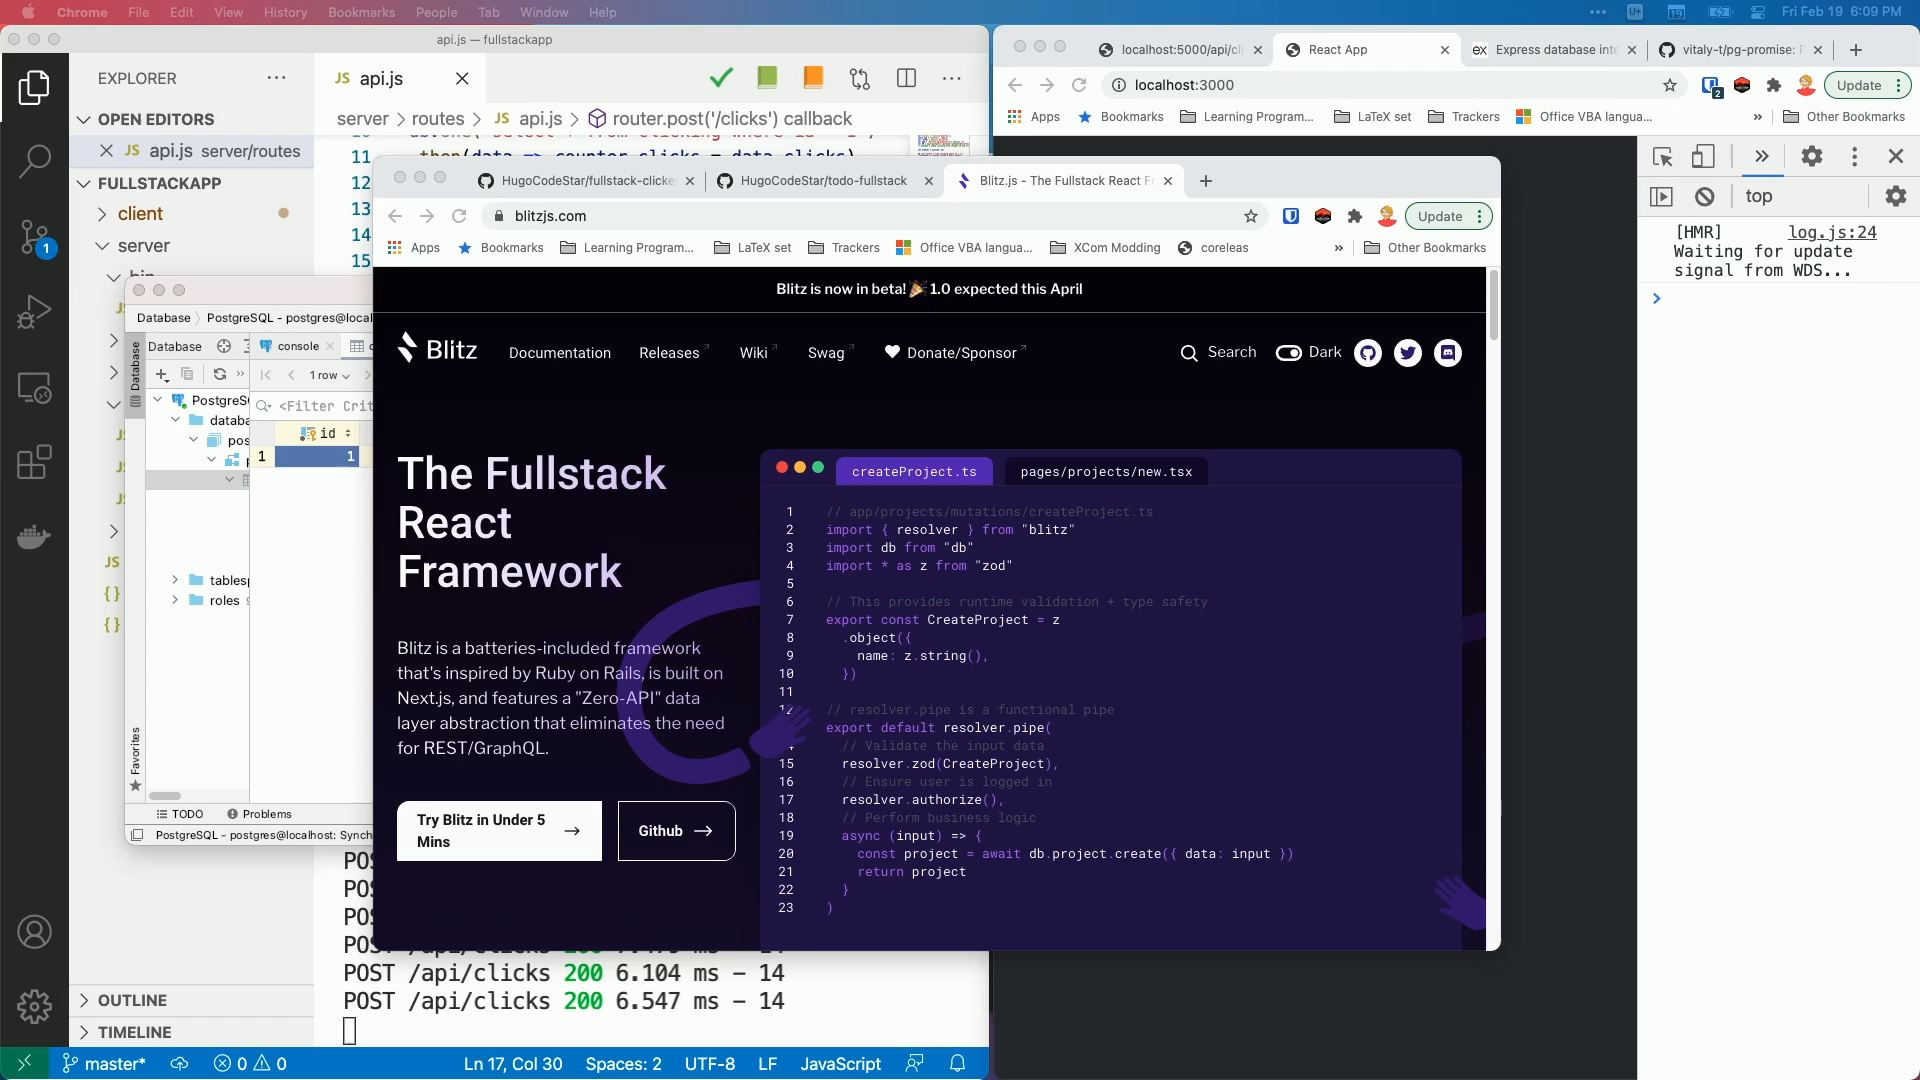 Chrome File Edit View History Bookmarks People Tab Window Help
Fri Feb 19 6:09 PM
api.js — fullstackapp
EXPLORER
JS api.js
OPEN EDITORS
JS api.js server/routes
FULLSTACKAPP
client
server
server > routes > JS api.js > router.post('/clicks') callback
11
12
13
14
15
1
localhost:5000/api/cli
React App
Express database inte
vitaly-t/pg-promise: P
localhost:3000
Update
Apps Bookmarks Learning Program... LaTeX set Trackers Office VBA langua... » Other Bookmarks
top
[HMR] log.js:24
Waiting for update
signal from WDS...
Database PostgreSQL - postgres@local
Database
console
1 row
PostgreS
<Filter Crit
databa
id
pos
1 1
tablesp
roles
Database
Favorites
TODO Problems
PostgreSQL - postgres@localhost: Synch
HugoCodeStar/fullstack-clicke
HugoCodeStar/todo-fullstack
Blitz.js - The Fullstack React Fr
blitzjs.com
Update
Apps Bookmarks Learning Program... LaTeX set Trackers Office VBA langua... XCom Modding coreleas » Other Bookmarks
Blitz is now in beta! 🎉 1.0 expected this April
Blitz Documentation Releases Wiki Swag Donate/Sponsor Search Dark
The Fullstack
React
Framework
Blitz is a batteries-included framework
that's inspired by Ruby on Rails, is built on
Next.js, and features a "Zero-API" data
layer abstraction that eliminates the need
for REST/GraphQL.
Try Blitz in Under 5
Mins
Github
createProject.ts pages/projects/new.tsx
1 // app/projects/mutations/createProject.ts
2 import { resolver } from "blitz"
3 import db from "db"
4 import * as z from "zod"
5
6 // This provides runtime validation + type safety
7 export const CreateProject = z
8 .object({
9 name: z.string(),
10 })
11
12 // resolver.pipe is a functional pipe
export default resolver.pipe(
// Validate the input data
15 resolver.zod(CreateProject),
16 // Ensure user is logged in
17 resolver.authorize(),
18 // Perform business logic
19 async (input) => {
20 const project = await db.project.create({ data: input })
21 return project
22 }
23 )
POST /api/clicks 200 6.104 ms - 14
POST /api/clicks 200 6.547 ms - 14
OUTLINE
TIMELINE
master* 0 0 Ln 17, Col 30 Spaces: 2 UTF-8 LF JavaScript